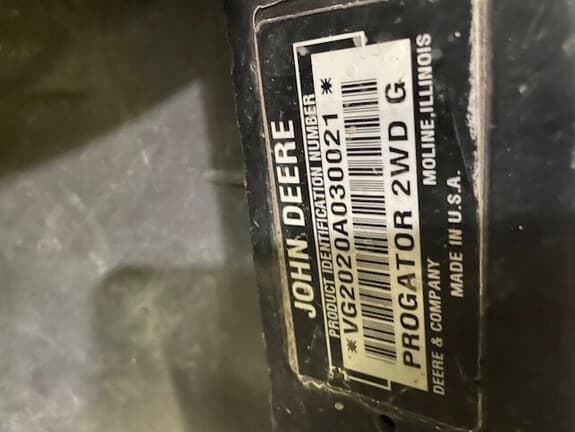 JOHN DEERE
PRODUCT IDENTIFICATION NUMBER
*VG2020A030021*
PROGATOR 2WD G
DEERE & COMPANY MOLINE, ILLINOIS
MADE IN U.S.A.